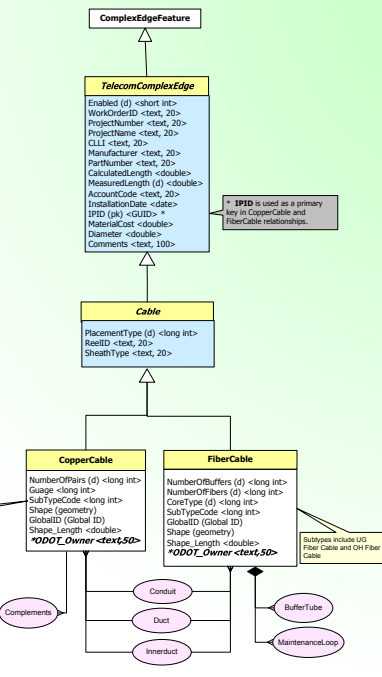 ComplexEdgeFeature
TelecomComplexEdge
Enabled (d) <short int>
WorkOrderID <text, 20>
ProjectNumber <text, 20>
ProjectName <text, 20>
CLLI <text, 20>
Manufacturer <text, 20>
PartNumber <text, 20>
CalculatedLength <double>
MeasuredLength (d) <double>
AccountCode <text, 20>
InstallationDate <date>
IPID (pk) <GUID> *
MaterialCost <double>
Diameter <double>
Comments <text, 100>
* IPID is used as a primary
key in CopperCable and
FiberCable relationships.
Cable
PlacementType (d) <long int>
ReelID <text, 20>
SheathType <text, 20>
CopperCable
NumberOfPairs (d) <long int>
Guage <long int>
SubTypeCode <long int>
Shape (geometry)
GlobalID (Global ID)
Shape_Length <double>
*ODOT_Owner <text,50>
FiberCable
NumberOfBuffers (d) <long int>
NumberOfFibers (d) <long int>
CoreType (d) <long int>
SubTypeCode <long int>
GlobalID (Global ID)
Shape (geometry)
Shape_Length <double>
*ODOT_Owner <text,50>
Subtypes include UG
Fiber Cable and OH Fiber
Cable
Complements
Conduit
Duct
Innerduct
BufferTube
MaintenanceLoop